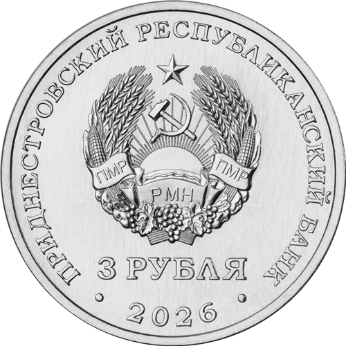 ПРИДНЕСТРОВСКИЙ РЕСПУБЛИКАНСКИЙ БАНК
ПМР
РМН
ПМР
3 РУБЛЯ
· 2026 ·